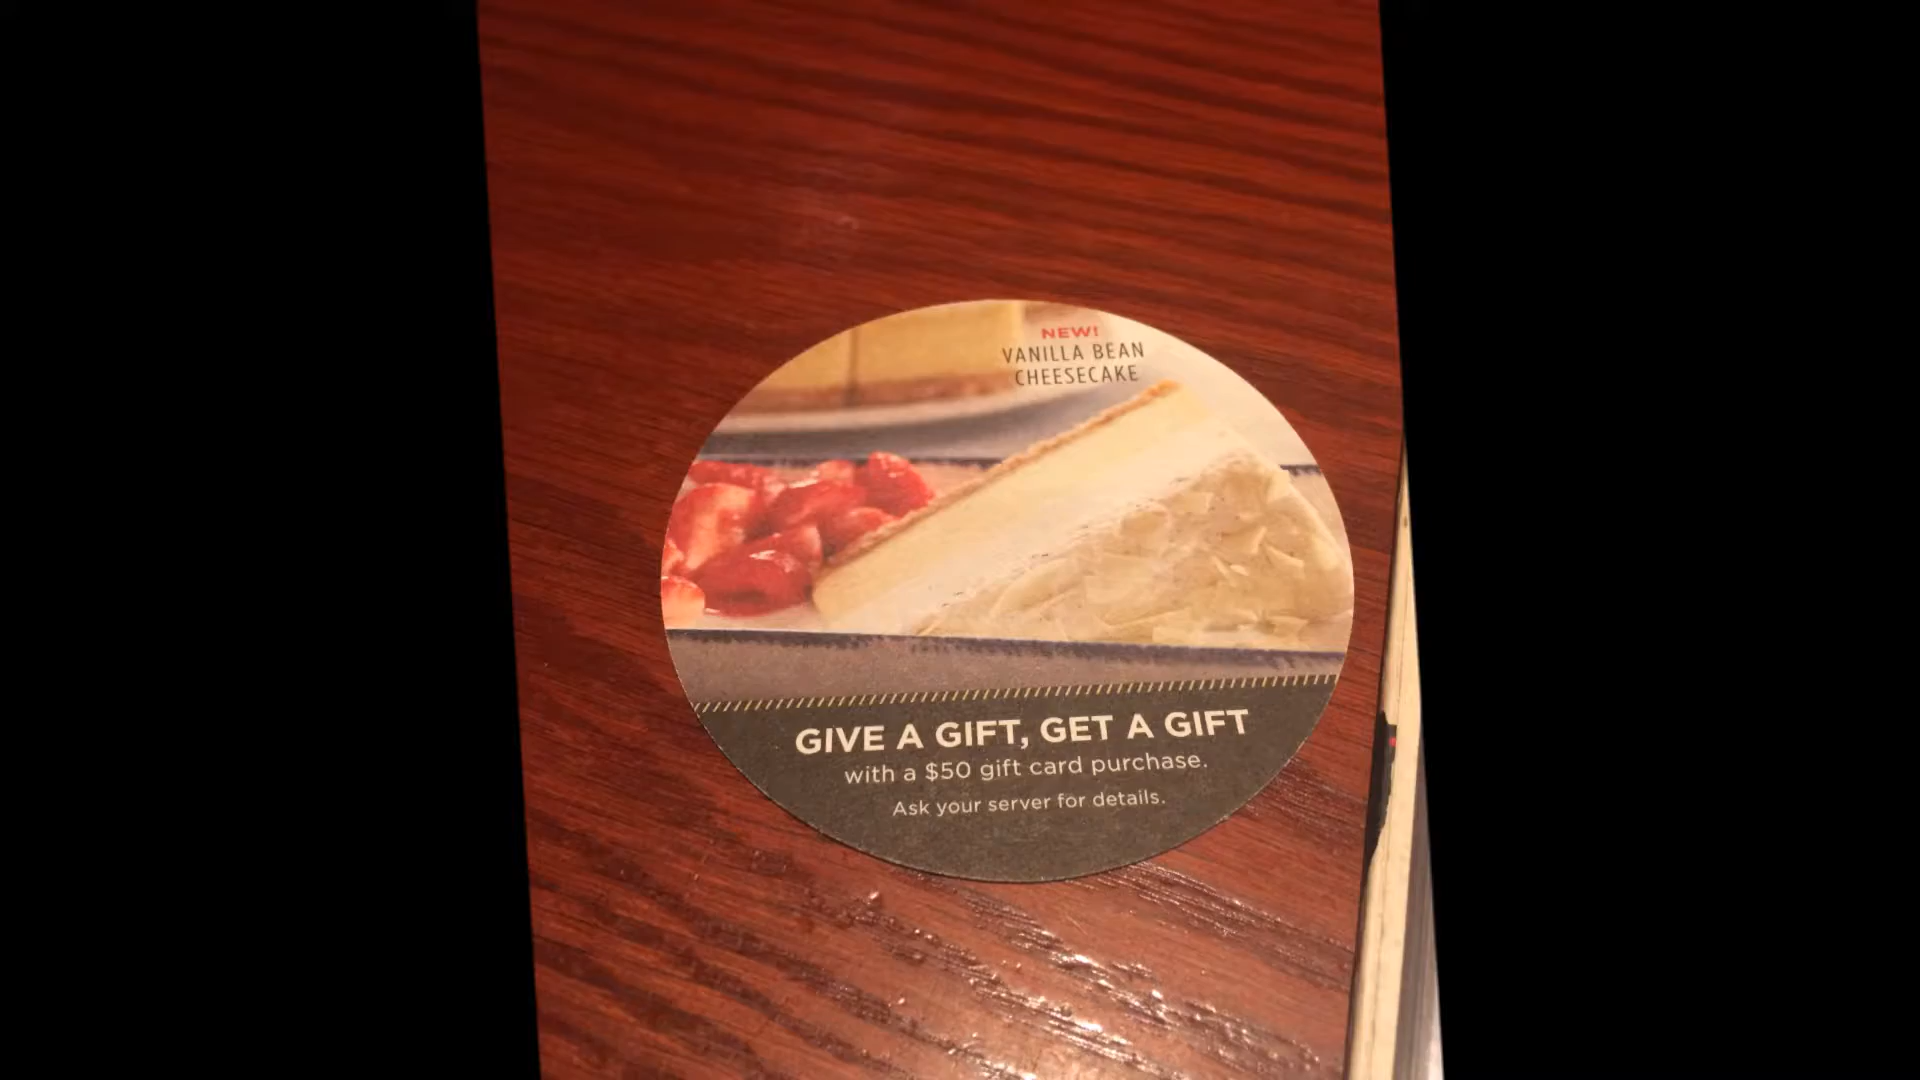 NEW!
VANILLA BEAN
CHEESECAKE
GIVE A GIFT, GET A GIFT
with a $50 gift card purchase.
Ask your server for details.